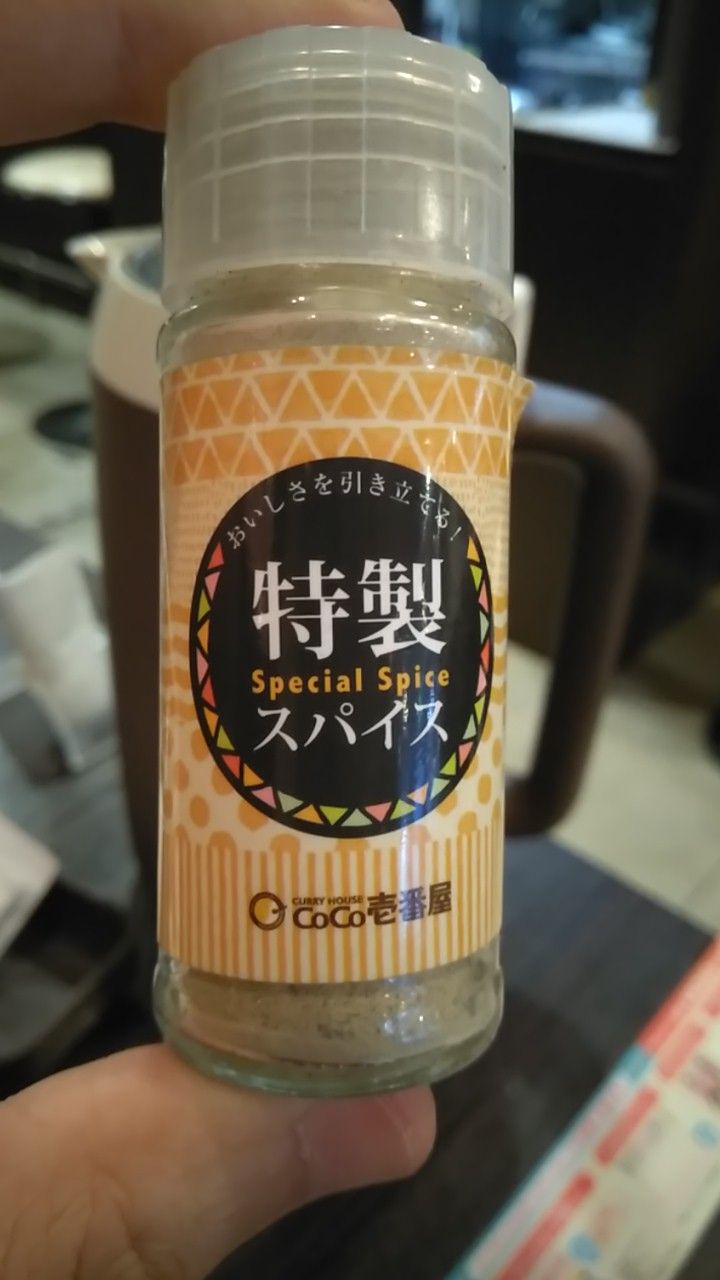 おいしさを引き立てる！
特製
Special Spice
スパイス
CURRY HOUSE
CoCo壱番屋